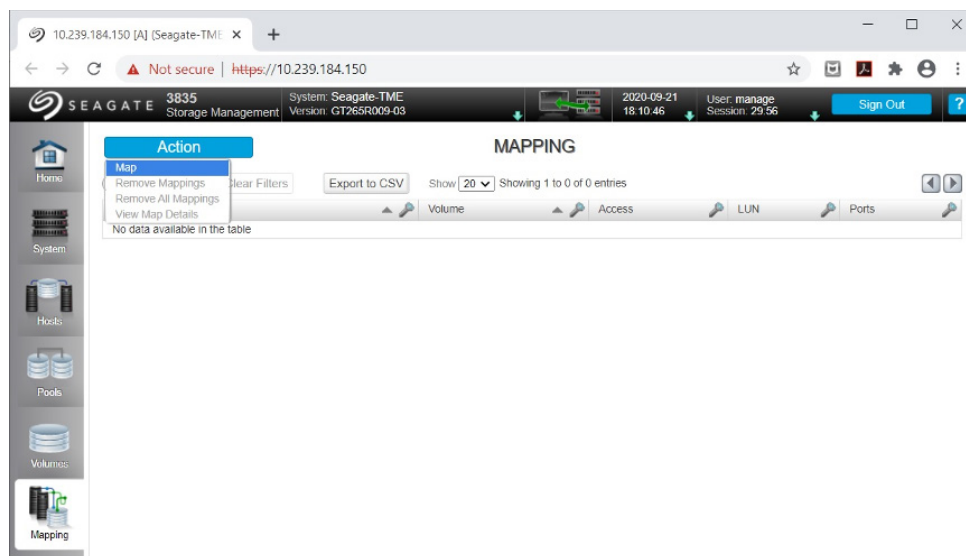 10.239.184.150 [A] (Seagate-TME
Not secure | https://10.239.184.150
SEAGATE
3835
Storage Management
System: Seagate-TME
Version: GT265R009-03
2020-09-21
18:10:46
User: manage
Session: 29:56
Sign Out
?
Home
System
Hosts
Pools
Volumes
Mapping
Action
MAPPING
Map
Remove Mappings
Remove All Mappings
View Map Details
Clear Filters
Export to CSV
Show 20 Showing 1 to 0 of 0 entries
Volume
Access
LUN
Ports
No data available in the table